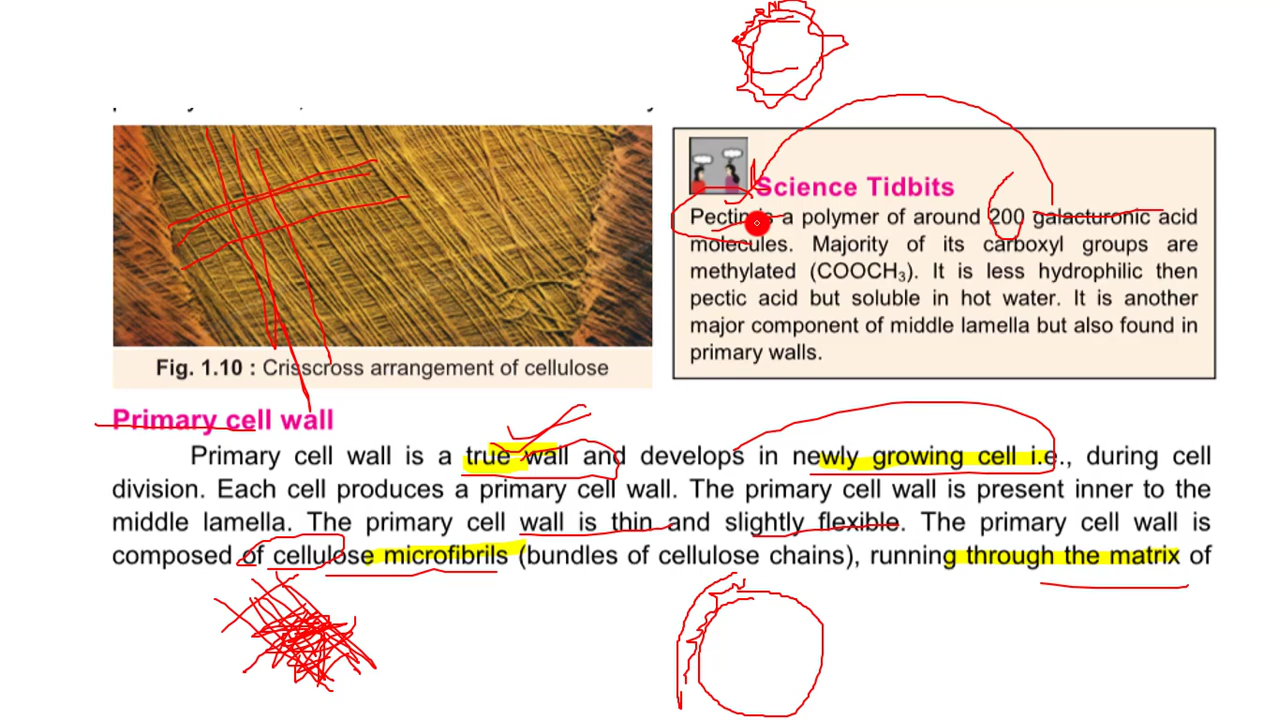 Science Tidbits
Pectin is a polymer of around 200 galacturonic acid
molecules. Majority of its carboxyl groups are
methylated (COOCH₃). It is less hydrophilic then
pectic acid but soluble in hot water. It is another
major component of middle lamella but also found in
primary walls.
Fig. 1.10 : Crisscross arrangement of cellulose
Primary cell wall
Primary cell wall is a true wall and develops in newly growing cell i.e., during cell
division. Each cell produces a primary cell wall. The primary cell wall is present inner to the
middle lamella. The primary cell wall is thin and slightly flexible. The primary cell wall is
composed of cellulose microfibrils (bundles of cellulose chains), running through the matrix of